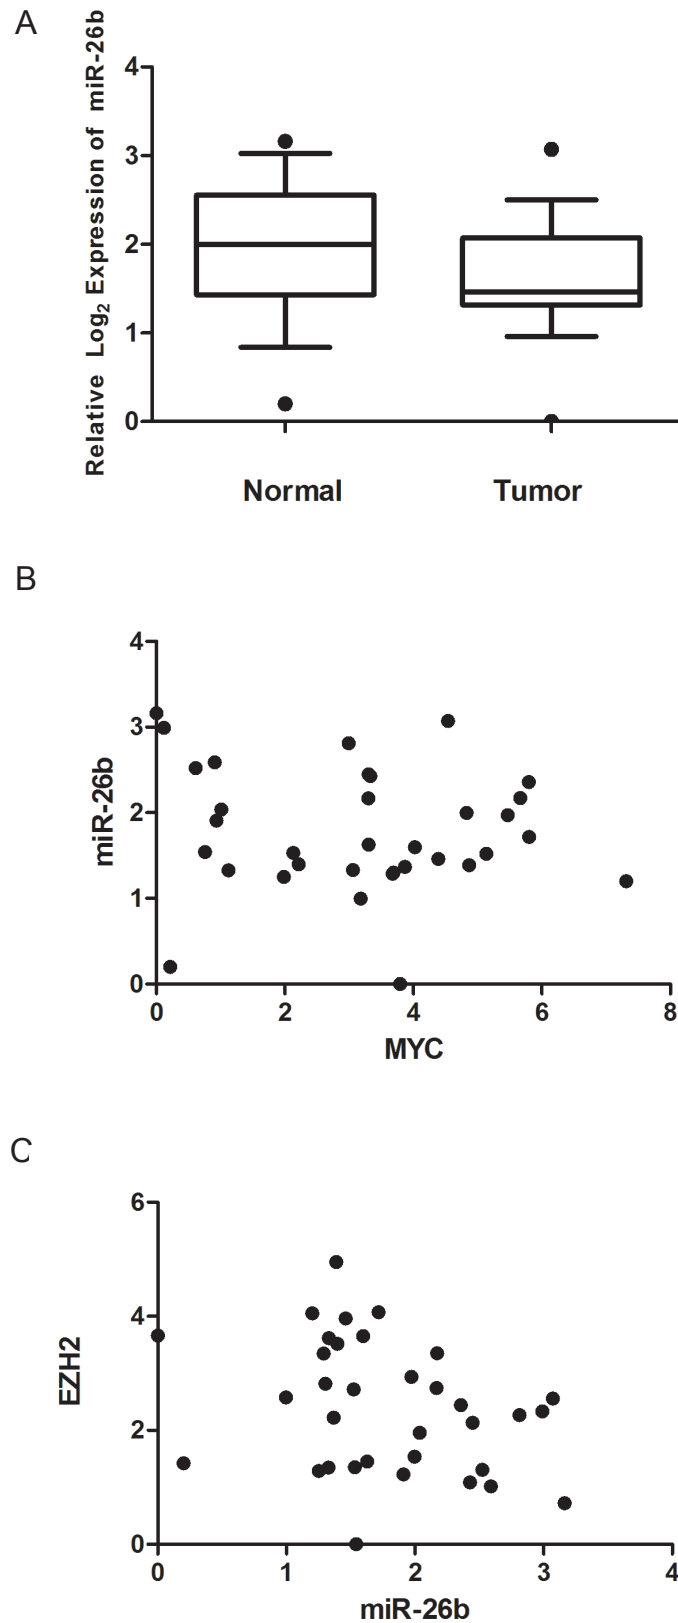 A
Relative Log₂ Expression of miR-26b
4
3
2
1
0
Normal Tumor
B
miR-26b
4
3
2
1
0
0 2 4 6 8
MYC
C
EZH2
6
4
2
0
0 1 2 3 4
miR-26b